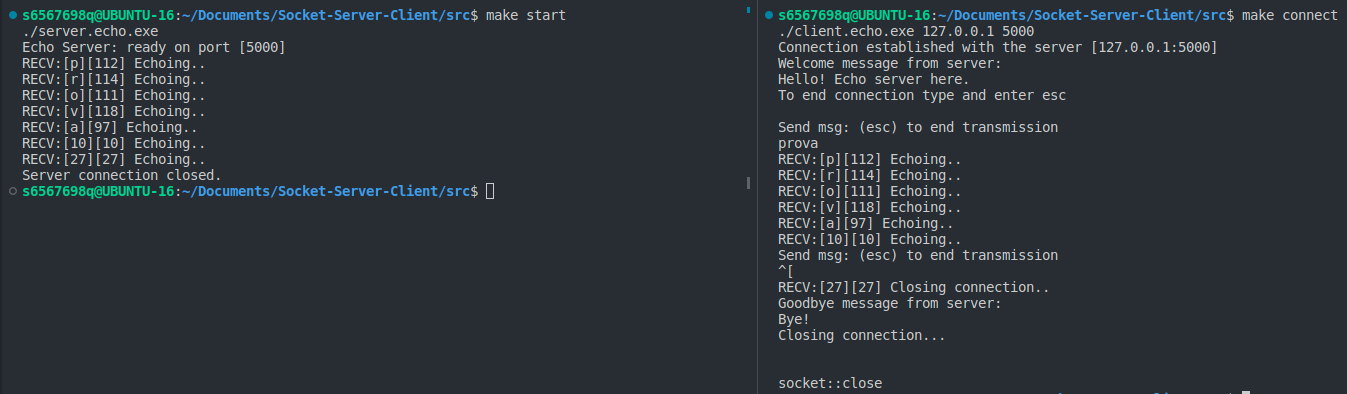 s6567698q@UBUNTU-16:~/Documents/Socket-Server-Client/src$ make start
./server.echo.exe
Echo Server: ready on port [5000]
RECV:[p][112] Echoing..
RECV:[r][114] Echoing..
RECV:[o][111] Echoing..
RECV:[v][118] Echoing..
RECV:[a][97] Echoing..
RECV:[10][10] Echoing..
RECV:[27][27] Echoing..
Server connection closed.
s6567698q@UBUNTU-16:~/Documents/Socket-Server-Client/src$
s6567698q@UBUNTU-16:~/Documents/Socket-Server-Client/src$ make connect
./client.echo.exe 127.0.0.1 5000
Connection established with the server [127.0.0.1:5000]
Welcome message from server:
Hello! Echo server here.
To end connection type and enter esc
Send msg: (esc) to end transmission
prova
RECV:[p][112] Echoing..
RECV:[r][114] Echoing..
RECV:[o][111] Echoing..
RECV:[v][118] Echoing..
RECV:[a][97] Echoing..
RECV:[10][10] Echoing..
Send msg: (esc) to end transmission
^[
RECV:[27][27] Closing connection..
Goodbye message from server:
Bye!
Closing connection...
socket::close